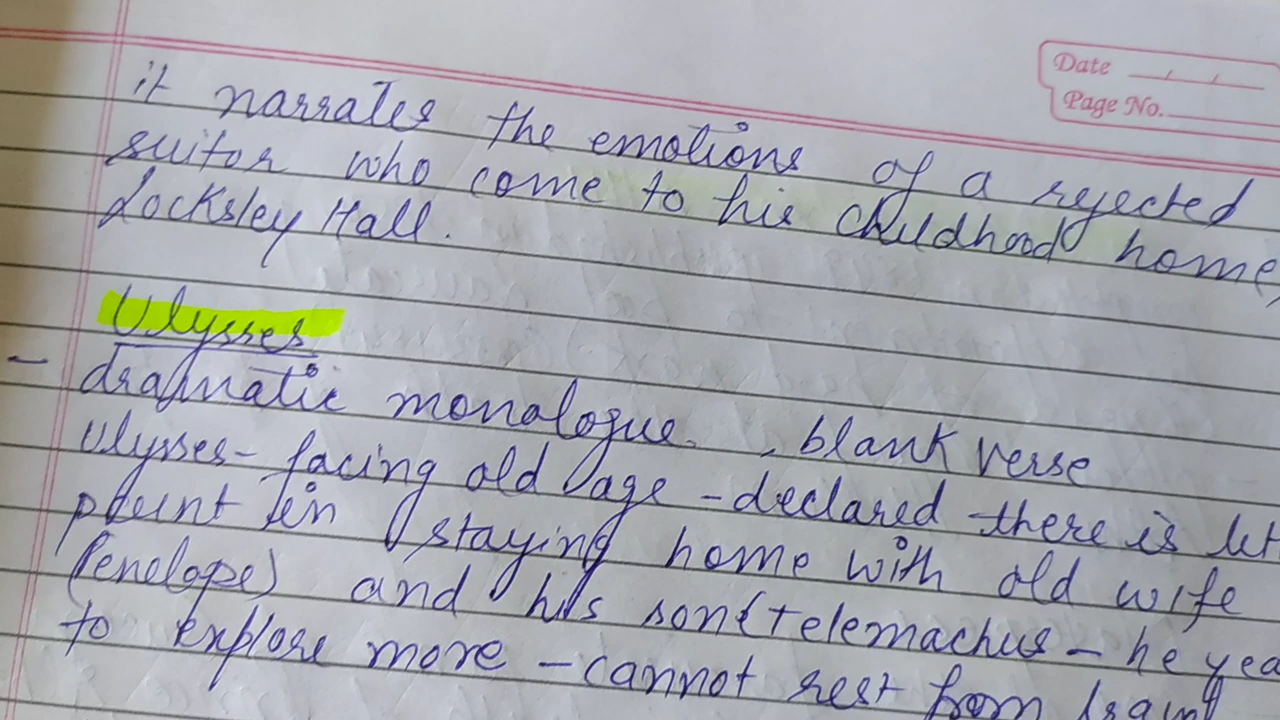 Date
Page No.
it narrates the emotions of a rejected
suitor who come to his childhood home,
Locksley Hall.
Ulysses
- dramatic monologue. , blank verse
Ulysses - facing old age - declared there is
point in staying home with old wife
(Penelope) and his son (Telemachus - he yea
to explore more - cannot rest from